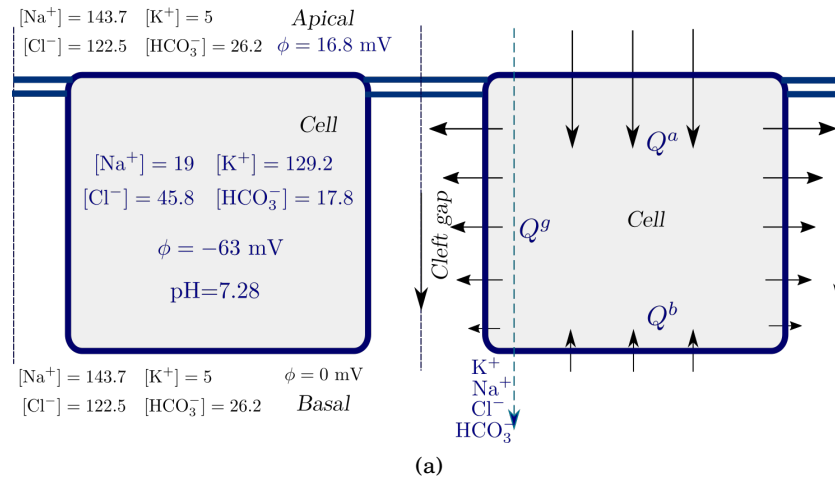 [Na⁺] = 143.7 [K⁺] = 5 Apical
[Cl⁻] = 122.5 [HCO₃⁻] = 26.2 ϕ = 16.8 mV
Cell
[Na⁺] = 19 [K⁺] = 129.2
[Cl⁻] = 45.8 [HCO₃⁻] = 17.8
ϕ = −63 mV
pH=7.28
[Na⁺] = 143.7 [K⁺] = 5 ϕ = 0 mV
[Cl⁻] = 122.5 [HCO₃⁻] = 26.2 Basal
Cleft gap
Qᵃ
Cell
Qᵍ
Qᵇ
K⁺
Na⁺
Cl⁻
HCO₃⁻
(a)